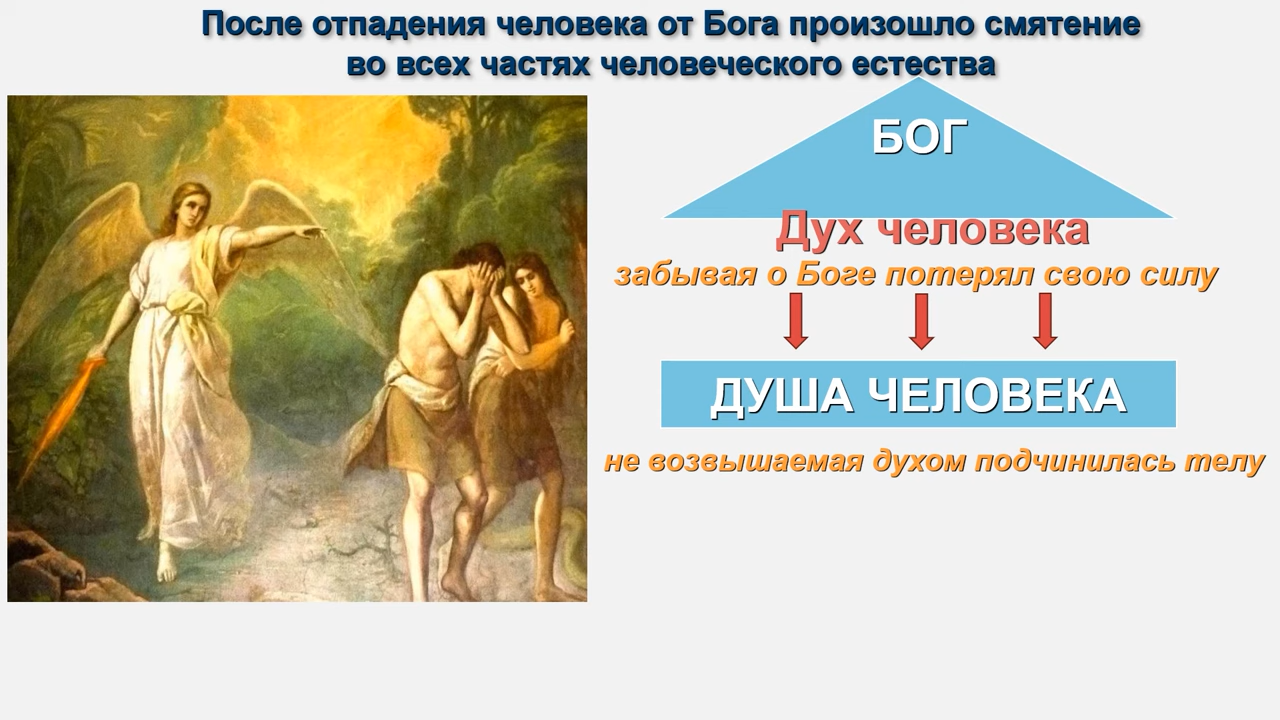 После отпадения человека от Бога произошло смятение
во всех частях человеческого естества
БОГ
Дух человека
забывая о Боге потерял свою силу
ДУША ЧЕЛОВЕКА
не возвышаемая духом подчинилась телу